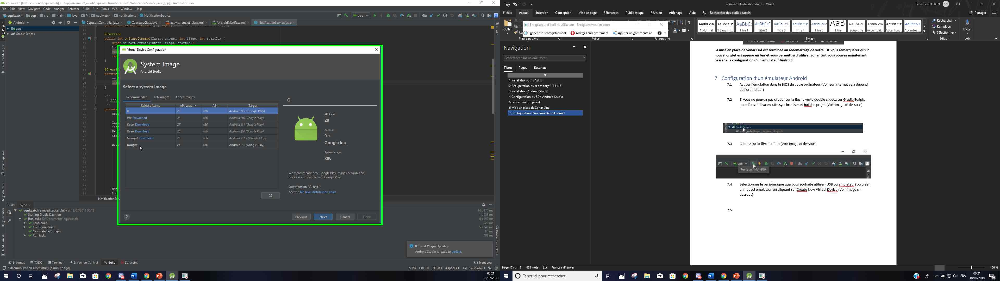 equiwatch [D:\Documents\equiwatch] - ...\app\src\main\java\fr\equiwatch\notifications\NotificationService.java [app] - Android Studio
File Edit View Navigate Code Analyze Refactor Build Run Tools VCS Window Help
equiwatch app src main java fr equiwatch notifications NotificationService
app
Git:
Android
CapteursController.java
CapteursClass.java
activity_enclos_view.xml
AndroidManifest.xml
NotificationService.java
app
Gradle Scripts
1: Project
Resource Manager
Layout Captures
Z: Structure
2: Favorites
Build Variants
Gradle
Device File Explorer
@Override
public int onStartCommand(Intent intent, int flags, int startId) {
super.onStartCommand(intent, flags, startId);
Virtual Device Configuration
System Image
Android Studio
Select a system image
Recommended
x86 Images
Other Images
Release Name API Level ABI Target
Q 29 x86 Android 9.+ (Google Play)
Pie Download 28 x86 Android 9.0 (Google Play)
Oreo Download 27 x86 Android 8.1 (Google Play)
Oreo Download 26 x86 Android 8.0 (Google Play)
Nougat Download 25 x86 Android 7.1.1 (Google Play)
Nougat 24 x86 Android 7.0 (Google Play)
Q
API Level
29
Android
9.+
Google Inc.
System Image
x86
We recommend these Google Play images because this
device is compatible with Google Play.
Questions on API level?
See the API level distribution chart
?
Previous
Next
Cancel
Finish
Build: Sync
equiwatch: synced successfully at 18/07/2019 00:18
Starting Gradle Daemon
Run build D:\Documents\equiwatch
Load build
Configure build
Calculate task graph
Run tasks
14 s 170 ms
1 s 658 ms
6 s 857 ms
920 ms
5 s 343 ms
80 ms
408 ms
IDE and Plugin Updates
Android Studio is ready to update.
6: Logcat
TODO
Terminal
9: Version Control
Build
SonarLint
Event Log
* daemon started successfully (a minute ago)
58:54 CRLF UTF-8 4 spaces Git: devMaster
00:21
18/07/2019
equiwatchInstalation.docx - Word
Sébastien NEXON
SN
Fichier Accueil Insertion Conception Mise en page Références Publipostage Révision Affichage Aide Rechercher des outils adaptés
Partager
Coller
Presse-papiers
Enregistreur d'actions utilisateur - Enregistrement en cours
Suspendre l'enregistrement
Arrêter l'enregistrement
Ajouter un commentaire
Police
Paragraphe
AaBbCcDc AaBbCcDc AaBbC AaBbCcE AaBbCcD AaBbCcDc AaBbCcDc AaB AaBbCcD AaBbCcDc AaBbCcDc AaBbCcDc
¶ Normal ¶ Sans int... Titre 1 Titre 2 Titre 3 Titre 4 Titre 5 Titre Sous-titre Accentuat... Accentuat... Accentuat...
Styles
Rechercher
Remplacer
Sélectionner
Édition
Dicter
Voix
Navigation
Rechercher dans un document
Titres
Pages
Résultats
1 Installation GIT BASH :
2 Récupération du repository GIT HUB
3 Installation Android Studio
4 Configuration du SDK Android Studio
5 Lancement du projet
6 Mise en place de Sonar Lint
7 Configuration d'un émulateur Android
La mise en place de Sonar Lint est terminée au redémarrage de votre IDE vous remarquerez qu'un
nouvel onglet est apparu en bas et vous permettra d'utiliser Sonar Lint vous pouvez maintenant
passer à la configuration d'un émulateur Android
7 Configuration d'un émulateur Android
7.1 Activer l'émulation dans le BIOS de votre ordinateur (Voir sur internet cela dépend
de l'ordinateur)
7.2 Si vous ne pouvez pas cliquer sur la flèche verte double cliquez sur Gradle Scripts
pour l'ouvrir il va ensuite synchroniser et build le projet (Voir image ci-dessous)
Gradle Scripts
build.gradle (Project: equiwatchProject)
7.3 Cliquez sur la flèche (Run) (Voir image ci-dessous)
app
Git:
Run 'app' (Maj+F10)
7.4 Sélectionnez le périphérique que vous souhaité utiliser (USB ou emulateur) ou créer
un nouvel émulateur en cliquant sur Create New Virtual Device (Voir image ci-
dessous)
7.5
Page 17 sur 17 803 mots Français (France)
100 %
Taper ici pour rechercher
FRA
00:21
18/07/2019